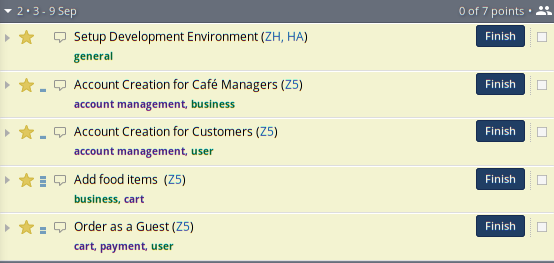 2 • 3 - 9 Sep 0 of 7 points •
Setup Development Environment (ZH, HA) Finish
general
Account Creation for Café Managers (Z5) Finish
account management, business
Account Creation for Customers (Z5) Finish
account management, user
Add food items (Z5) Finish
business, cart
Order as a Guest (Z5) Finish
cart, payment, user